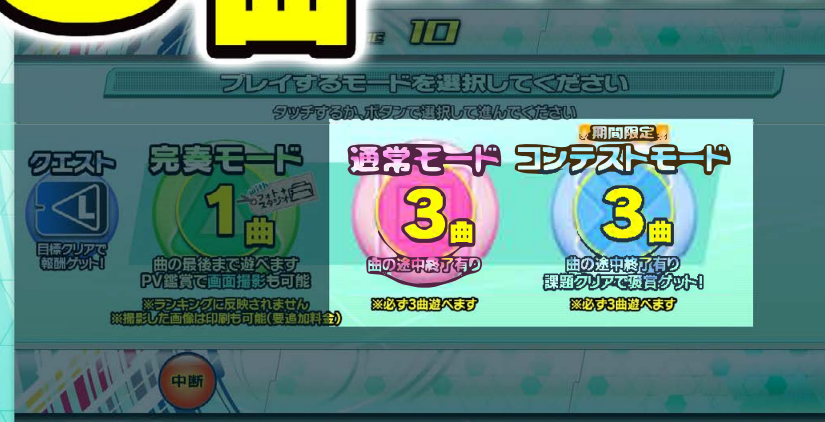 曲
10
プレイするモードを選択してください
タッチするか、ボタンで選択して進んでください
クエスト
L
目標クリアで
報酬ゲット!
完奏モード
1曲
with
フォト+
スタジオ
曲の最後まで遊べます
PV鑑賞で画面撮影も可能
※ランキングに反映されません
※撮影した画像は印刷も可能(要追加料金)
通常モード
3曲
曲の途中終了有り
※必ず3曲遊べます
期間限定
コンテストモード
3曲
曲の途中終了有り
課題クリアで褒賞ゲット!
※必ず3曲遊べます
中断